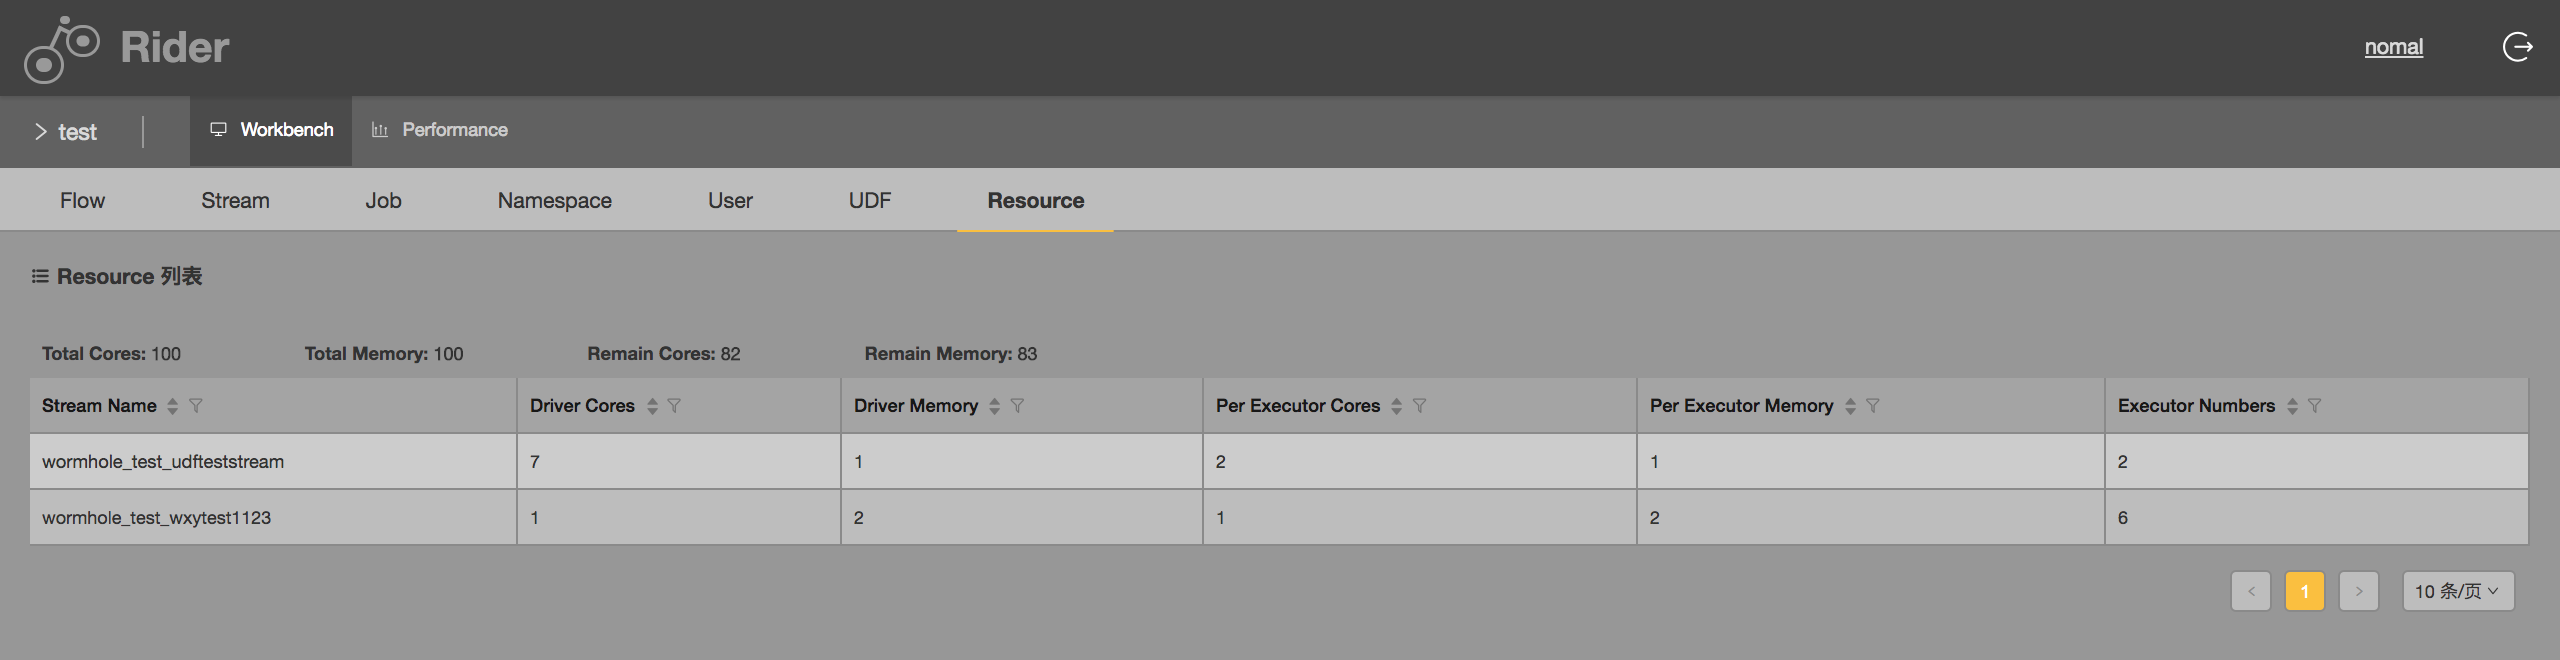 Rider nomal
test Workbench Performance
Flow Stream Job Namespace User UDF Resource
Resource 列表
Total Cores: 100 Total Memory: 100 Remain Cores: 82 Remain Memory: 83
Stream Name Driver Cores Driver Memory Per Executor Cores Per Executor Memory Executor Numbers
wormhole_test_udfteststream 7 1 2 1 2
wormhole_test_wxytest1123 1 2 1 2 6
< 1 > 10 条/页